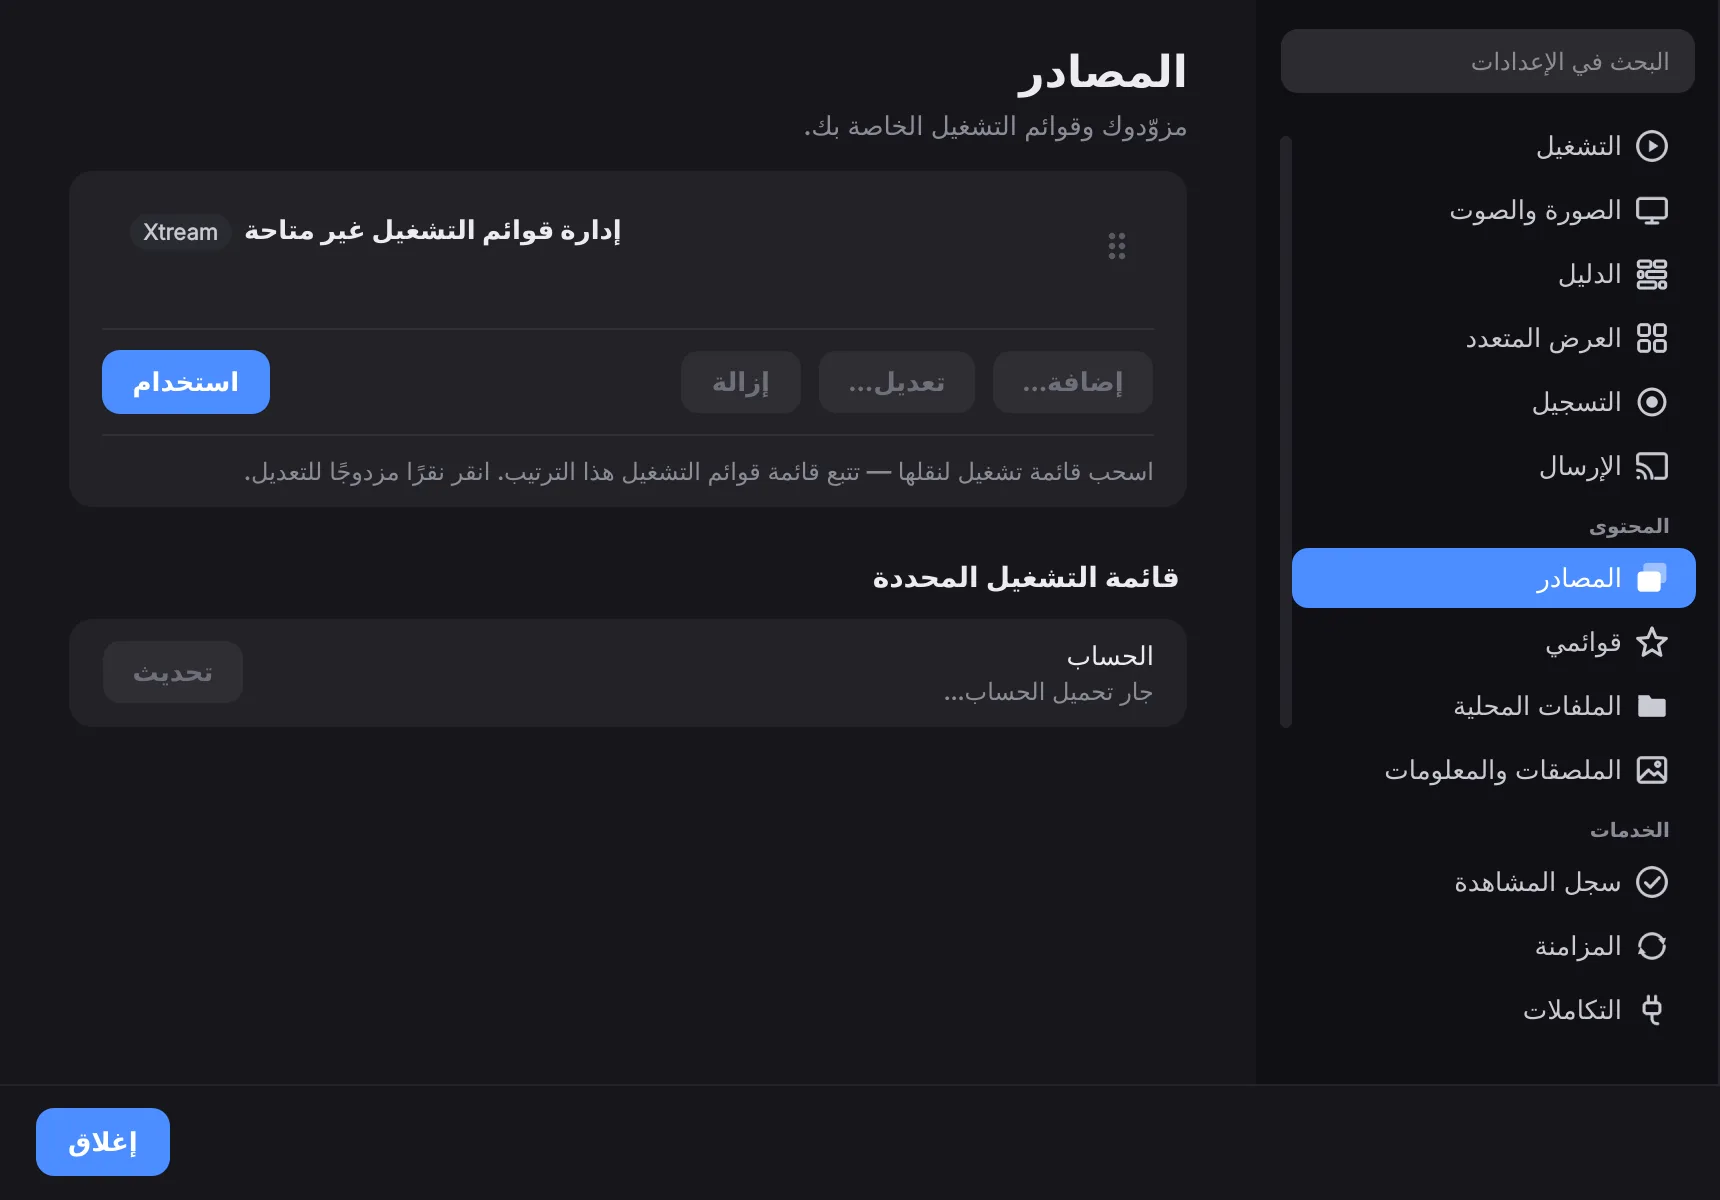 البحث في الإعدادات
التشغيل
الصورة والصوت
الدليل
العرض المتعدد
التسجيل
الإرسال
المحتوى
المصادر
قوائمي
الملفات المحلية
الملصقات والمعلومات
الخدمات
سجل المشاهدة
المزامنة
التكاملات
المصادر
مزوّدوك وقوائم التشغيل الخاصة بك.
إدارة قوائم التشغيل غير متاحة Xtream
إضافة... تعديل... إزالة استخدام
اسحب قائمة تشغيل لنقلها — تتبع قائمة قوائم التشغيل هذا الترتيب. انقر نقرًا مزدوجًا للتعديل.
قائمة التشغيل المحددة
الحساب
جار تحميل الحساب...
تحديث
إغلاق